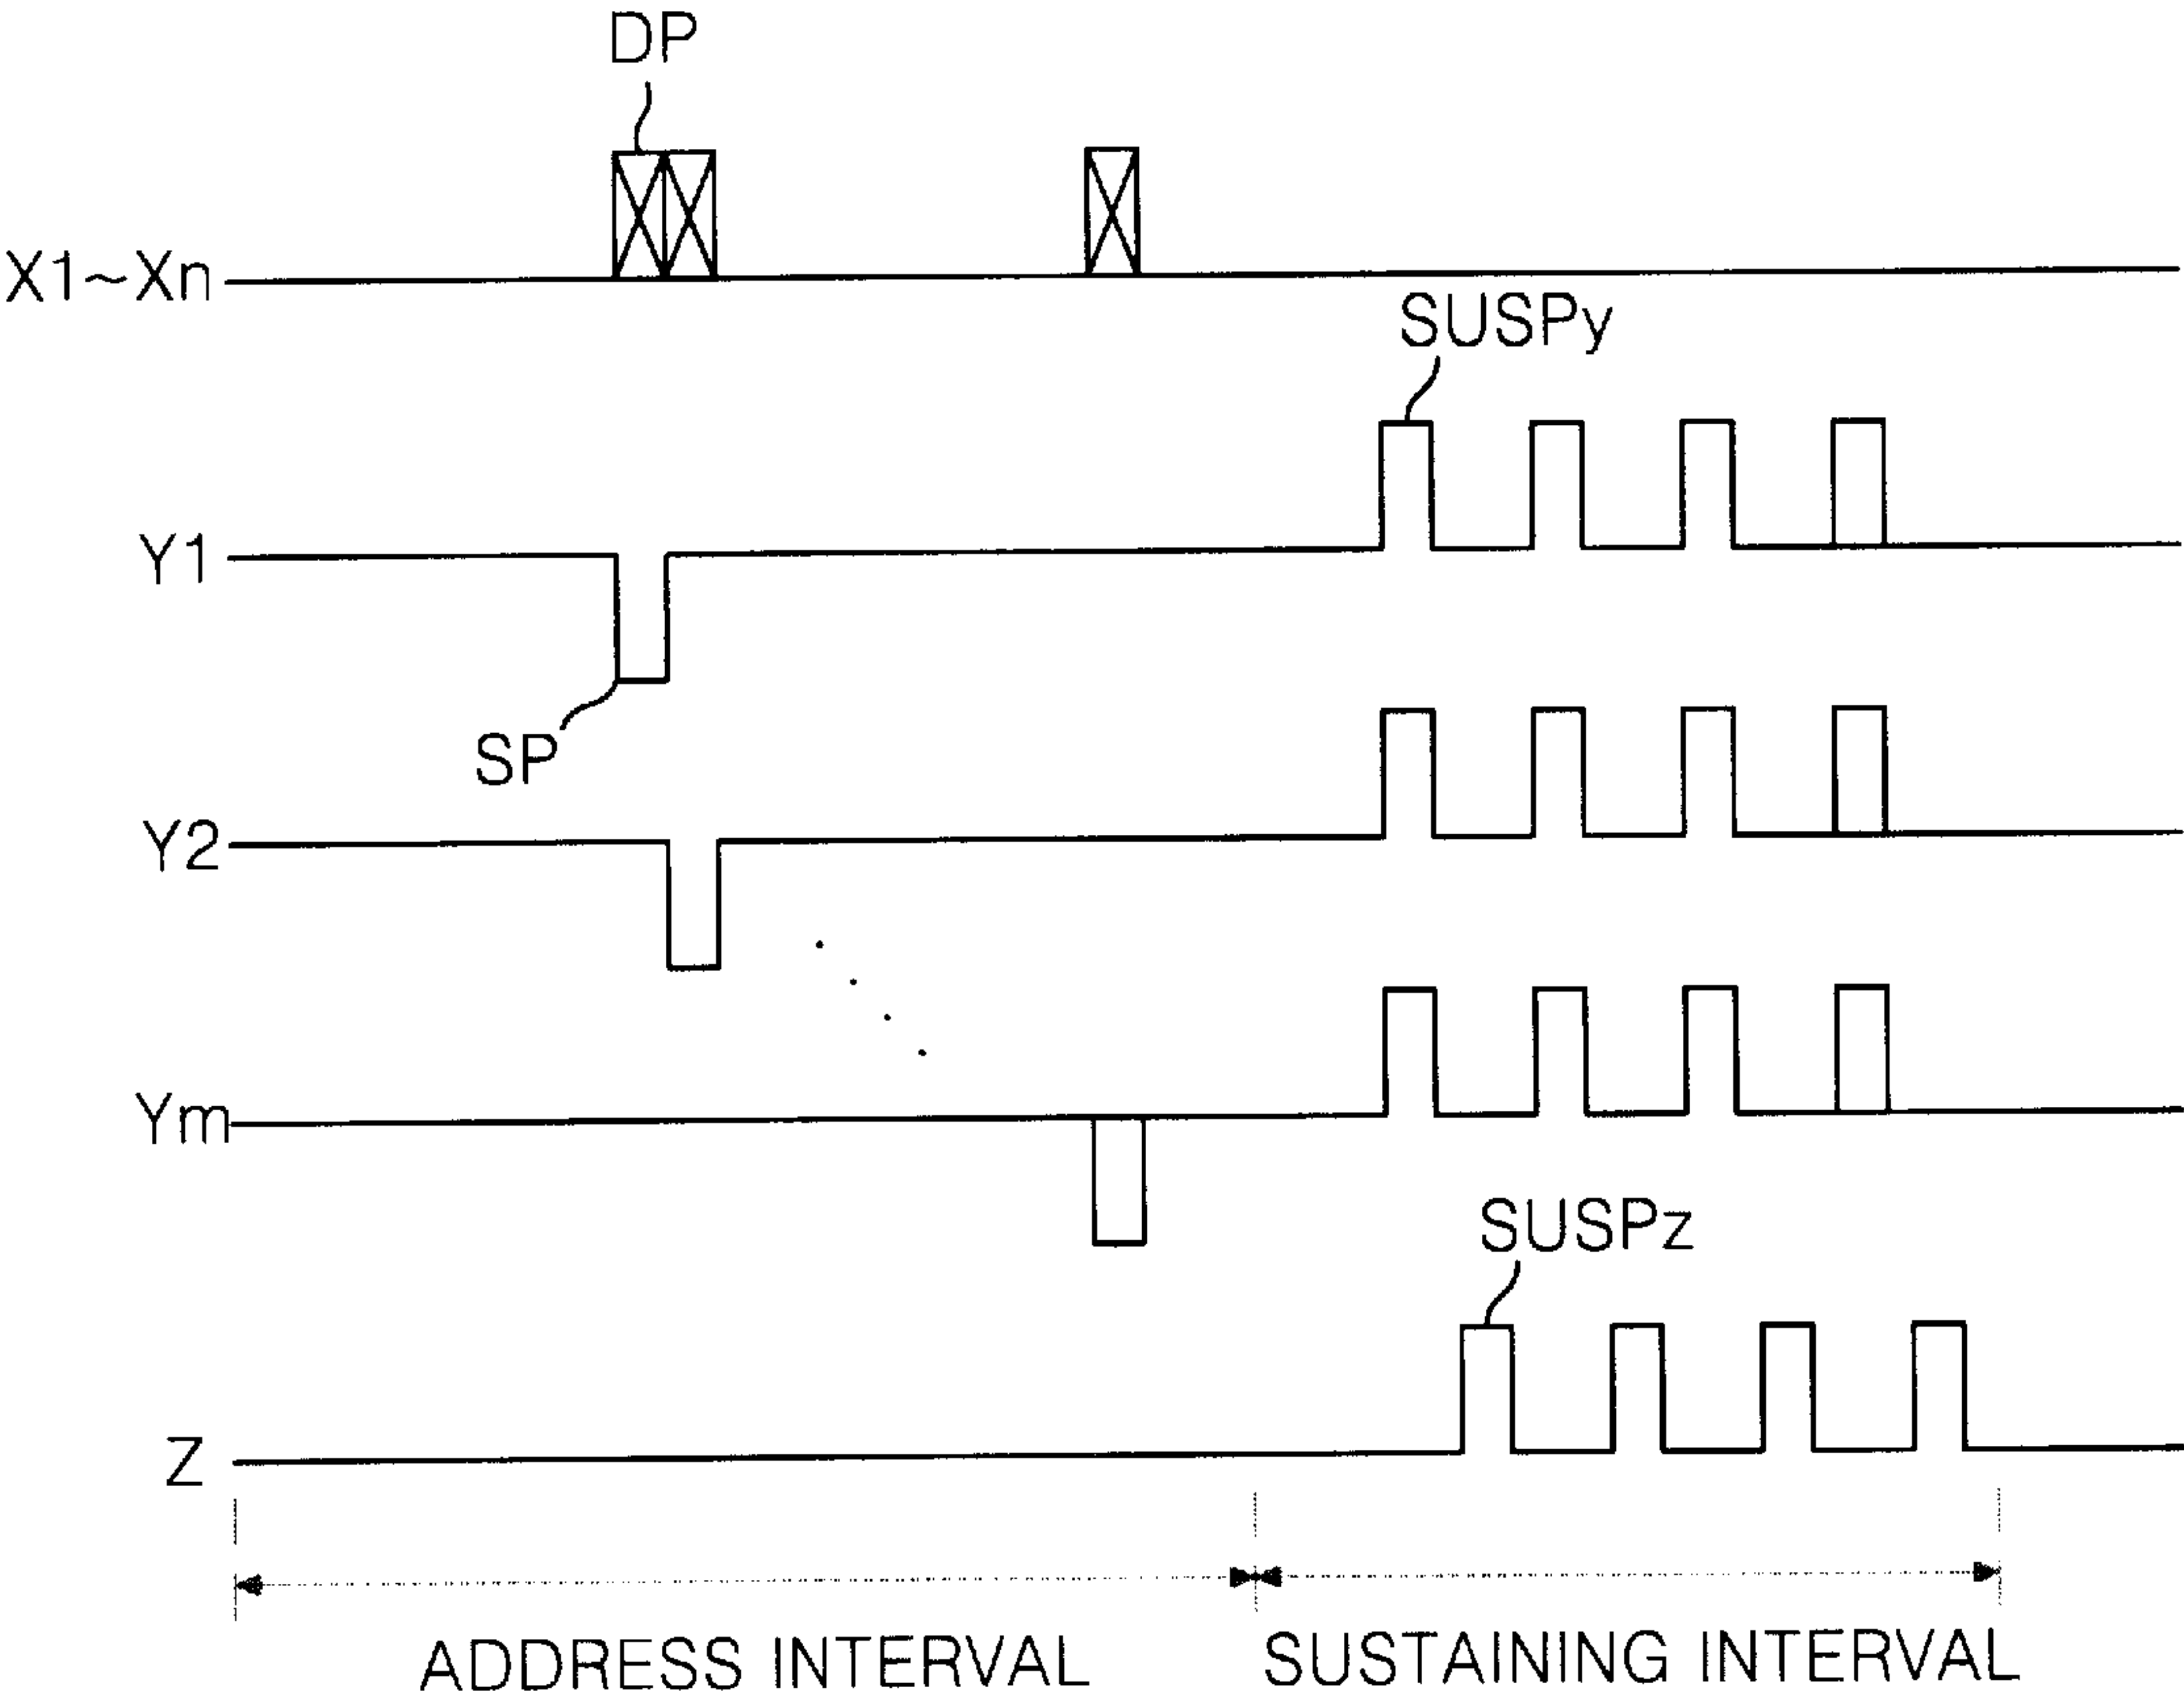 DP
X1~Xn
SUSPy
Y1
SP
Y2
Ym
SUSPz
Z
ADDRESS INTERVAL
SUSTAINING INTERVAL